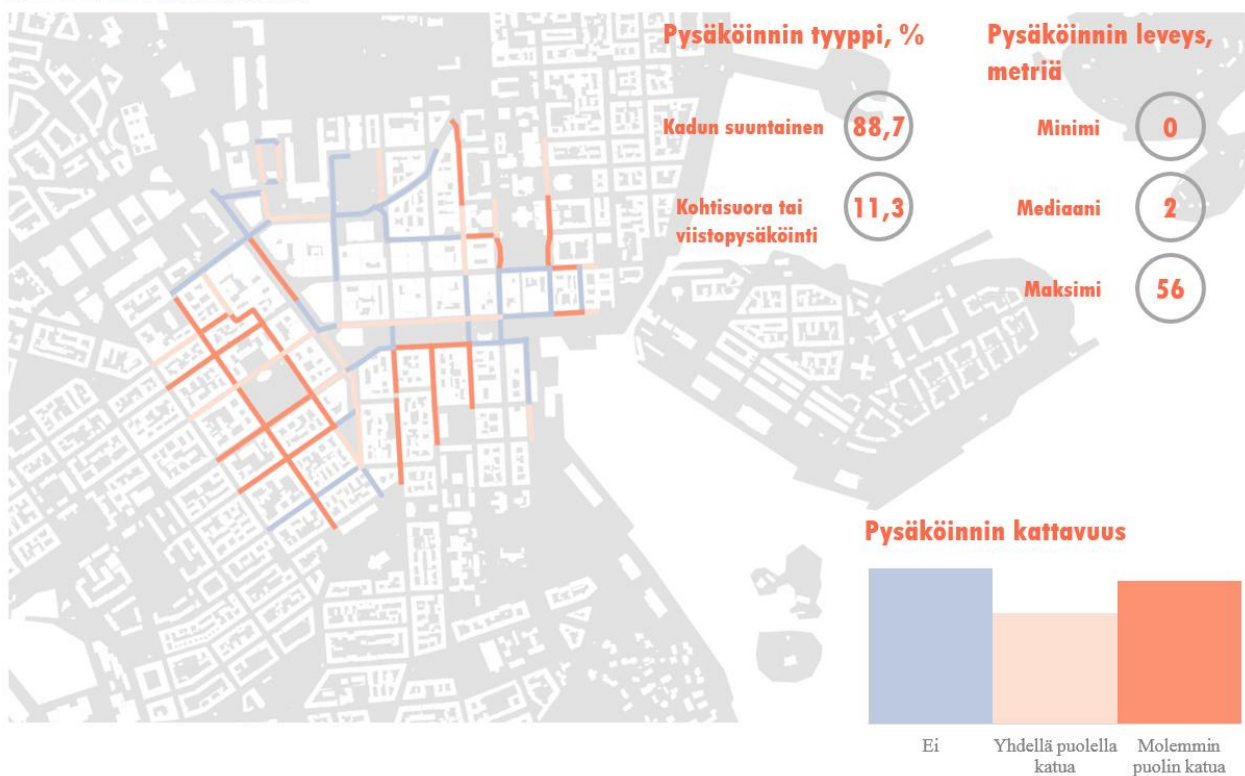 Pysäköinnin tyyppi, %
Kadun suuntainen 88,7
Kohtisuora tai
viistopysäköinti 11,3
Pysäköinnin leveys,
metriä
Minimi 0
Mediaani 2
Maksimi 56
Pysäköinnin kattavuus
Ei
Yhdellä puolella
katua
Molemmin
puolin katua